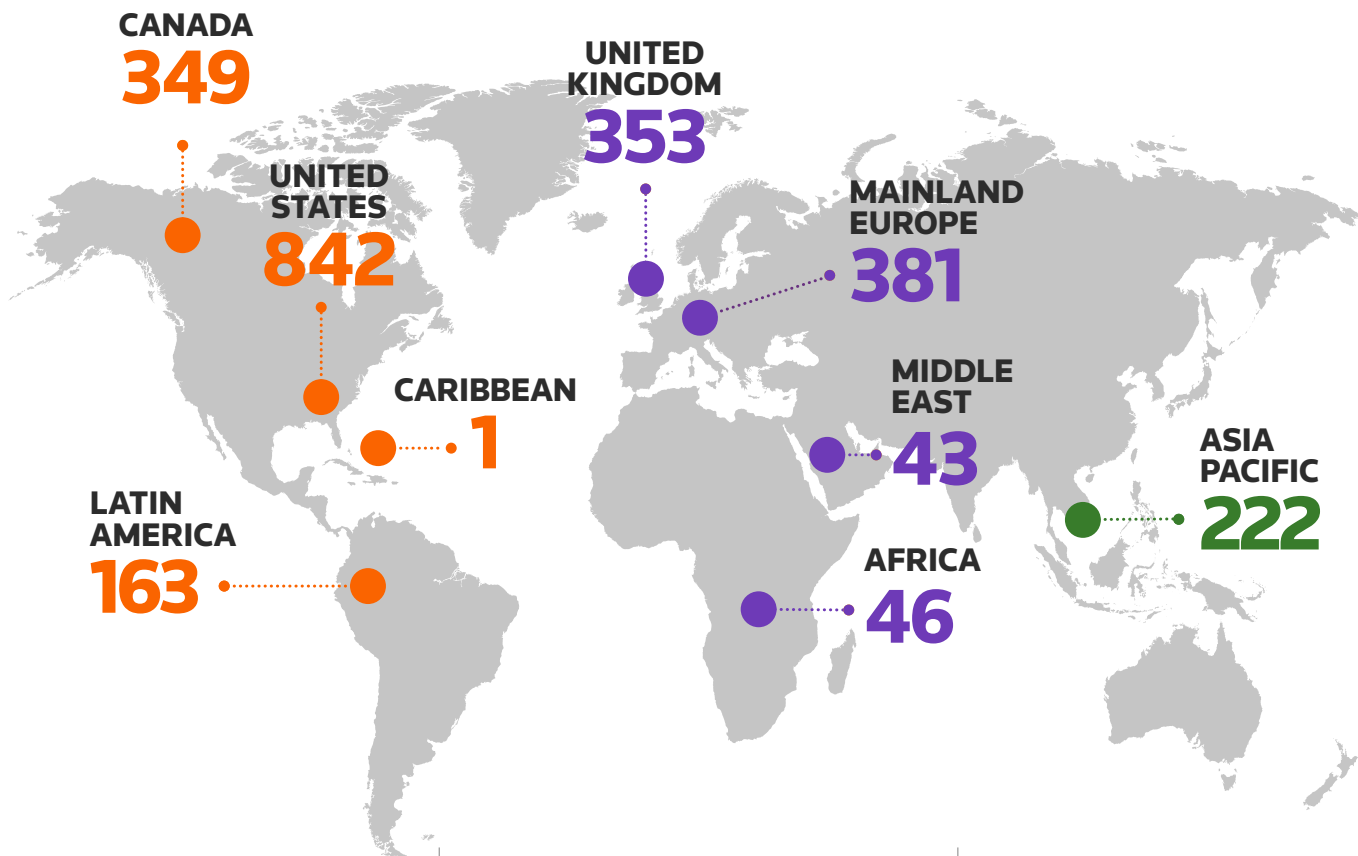 CANADA
349
UNITED
STATES
842
CARIBBEAN
1
LATIN
AMERICA
163
UNITED
KINGDOM
353
MAINLAND
EUROPE
381
MIDDLE
EAST
43
AFRICA
46
ASIA
PACIFIC
222